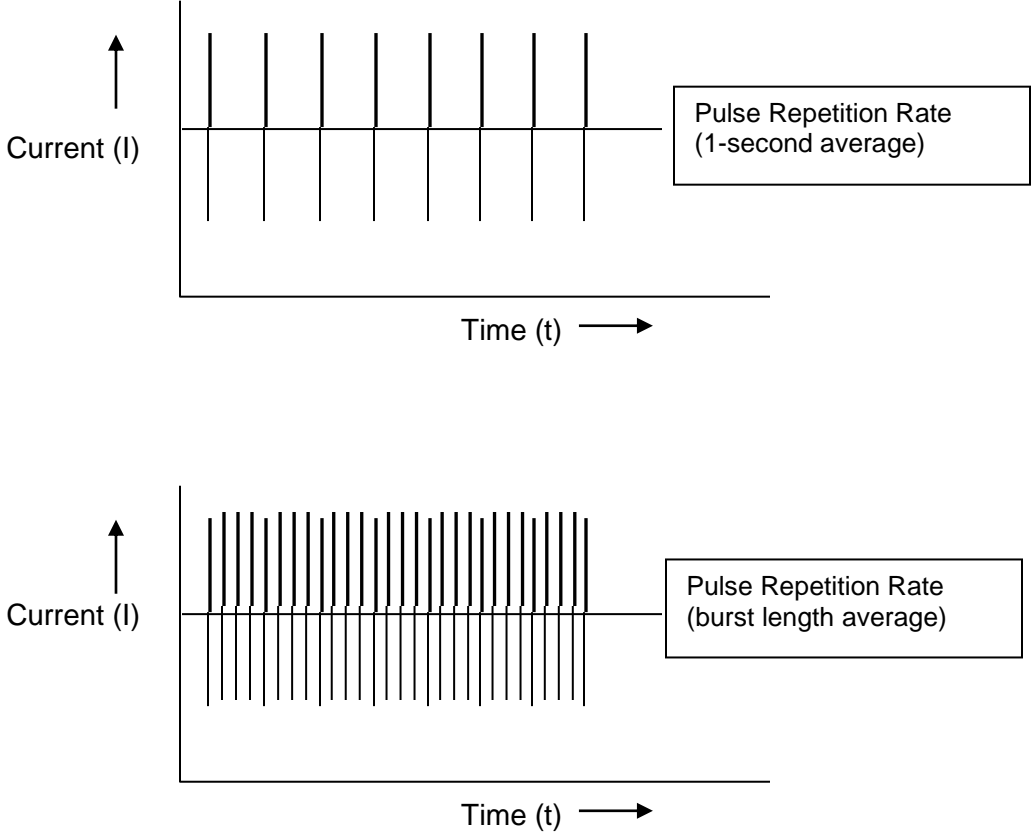 Current (I)
Pulse Repetition Rate
(1-second average)
Time (t)
Current (I)
Pulse Repetition Rate
(burst length average)
Time (t)